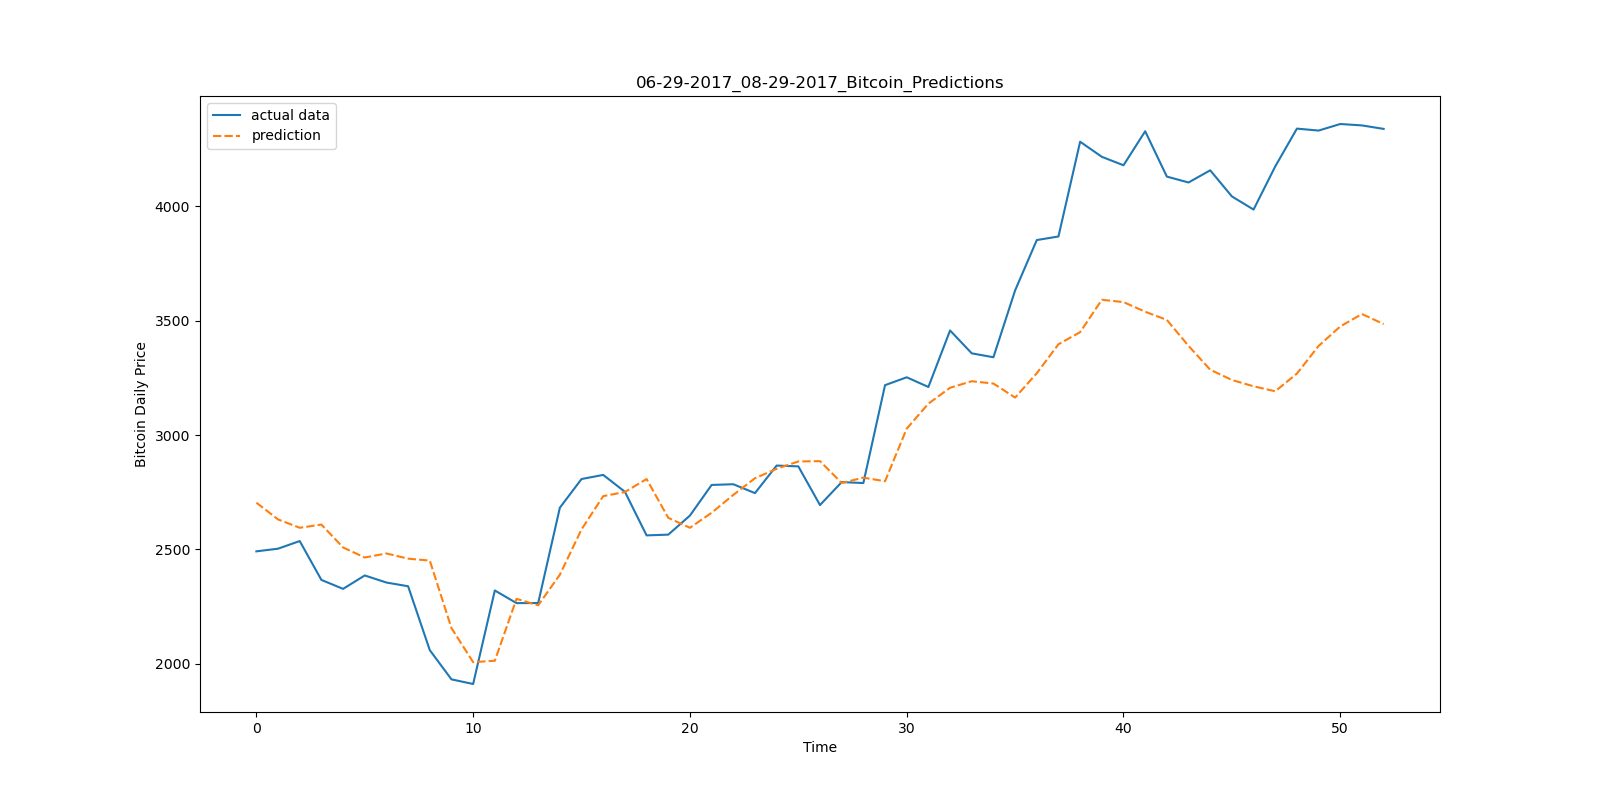 06-29-2017_08-29-2017_Bitcoin_Predictions
actual data
prediction
4000
3500
3000
2500
2000
Bitcoin Daily Price
0 10 20 30 40 50
Time